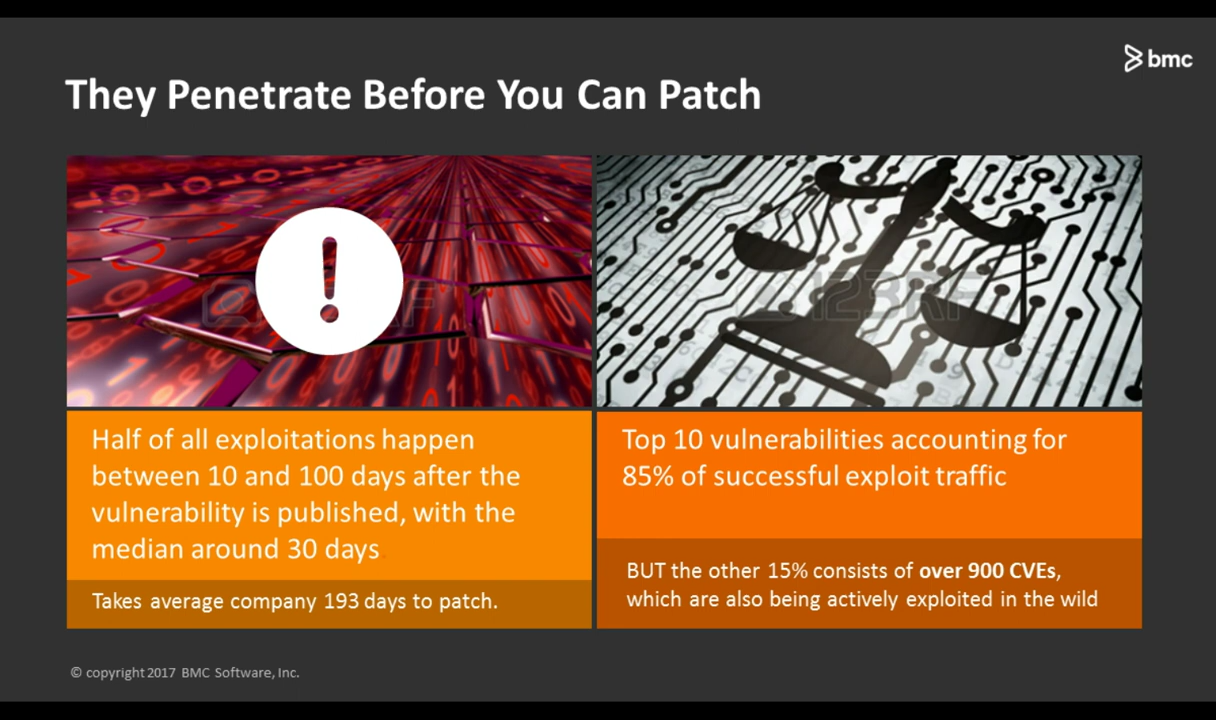 bmc
They Penetrate Before You Can Patch
123RF
Half of all exploitations happen
between 10 and 100 days after the
vulnerability is published, with the
median around 30 days.
Takes average company 193 days to patch.
Top 10 vulnerabilities accounting for
85% of successful exploit traffic
BUT the other 15% consists of over 900 CVEs,
which are also being actively exploited in the wild
© copyright 2017 BMC Software, Inc.